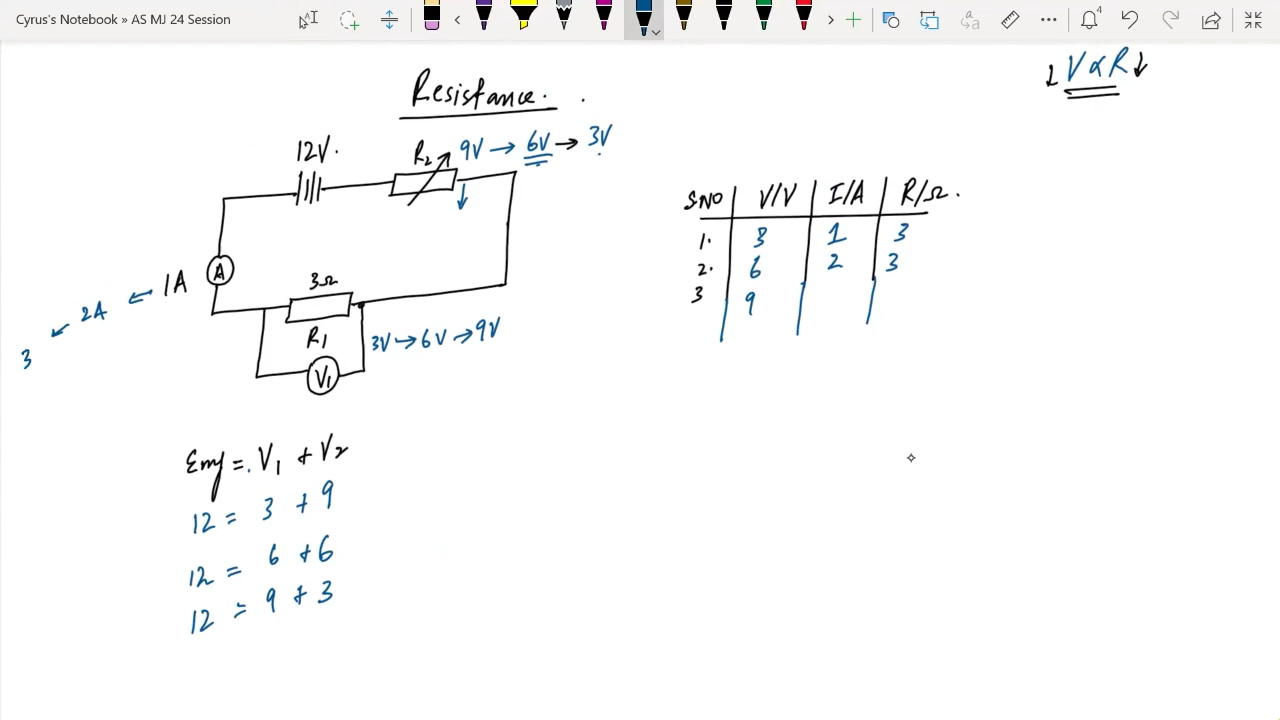 Cyrus's Notebook » AS MJ 24 Session
4
↓ V ∝ R ↓
Resistance.
12V.
R₂
9V → 6V → 3V
A
1A
← 2A ←
3
3Ω
R₁
V₁
3V → 6V → 9V
S NO V/V I/A R/Ω.
1. 3 1 3
2. 6 2 3
3 9
Emf = . V₁ + V₂
12 = 3 + 9
12 = 6 + 6
12 = 9 + 3